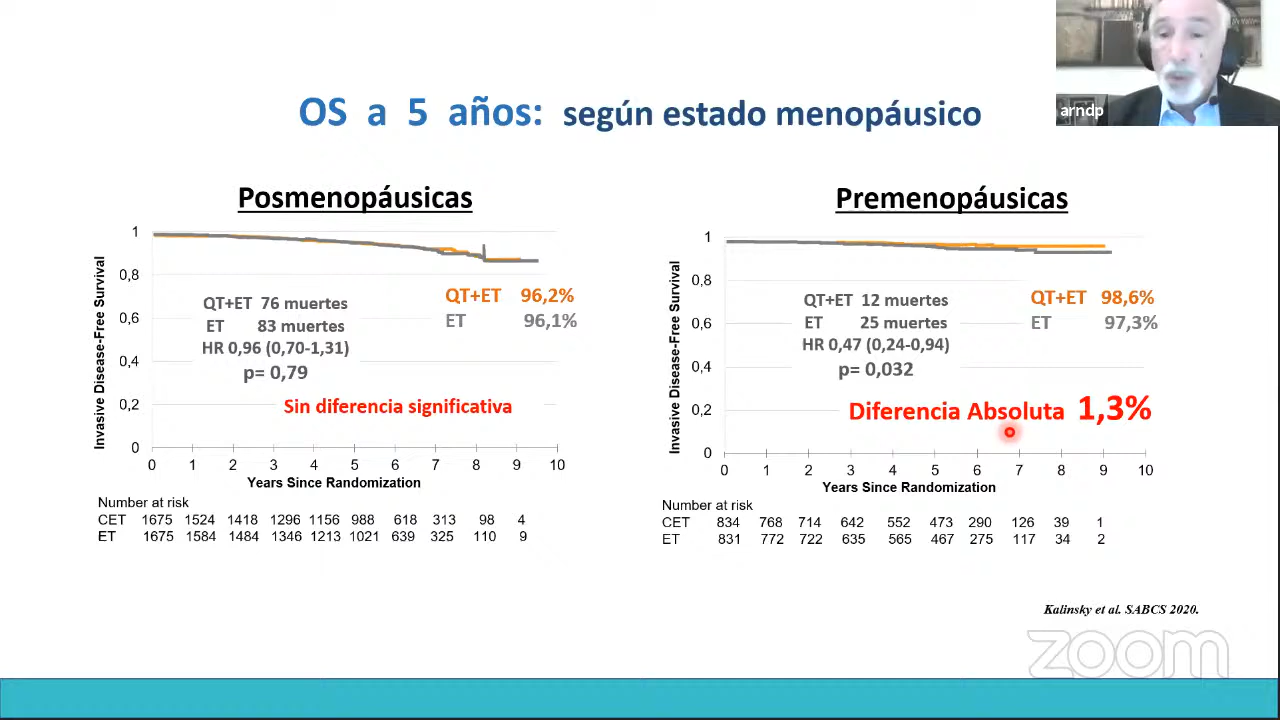 arndp
OS a 5 años: según estado menopáusico
Posmenopáusicas
Invasive Disease-Free Survival
1
0,8
0,6
0,4
0,2
0
QT+ET 76 muertes
ET 83 muertes
HR 0,96 (0,70-1,31)
p= 0,79
QT+ET 96,2%
ET 96,1%
Sin diferencia significativa
0 1 2 3 4 5 6 7 8 9 10
Years Since Randomization
Number at risk
CET 1675 1524 1418 1296 1156 988 618 313 98 4
ET 1675 1584 1484 1346 1213 1021 639 325 110 9
Premenopáusicas
Invasive Disease-Free Survival
1
0,8
0,6
0,4
0,2
0
QT+ET 12 muertes
ET 25 muertes
HR 0,47 (0,24-0,94)
p= 0,032
QT+ET 98,6%
ET 97,3%
Diferencia Absoluta 1,3%
0 1 2 3 4 5 6 7 8 9 10
Years Since Randomization
Number at risk
CET 834 768 714 642 552 473 290 126 39 1
ET 831 772 722 635 565 467 275 117 34 2
Kalinsky et al. SABCS 2020.
zoom